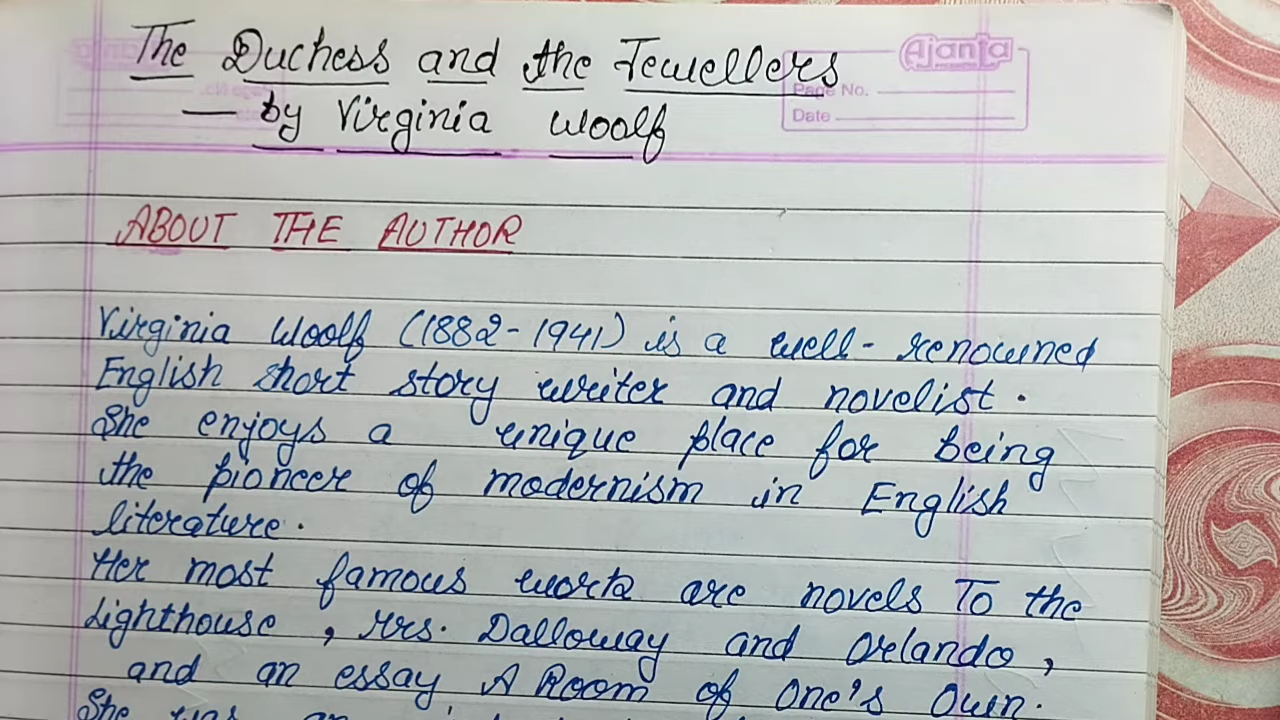 The Duchess and the Jewellers
— by Virginia Woolf
Ajanta
Page No.
Date
ABOUT THE AUTHOR
Virginia Woolf (1882-1941) is a well-renowned
English short story writer and novelist.
She enjoys a unique place for being
the pioneer of modernism in English
literature.
Her most famous works are novels To the
Lighthouse, Mrs. Dalloway and Orlando,
and an essay A Room of One's Own.
She was an